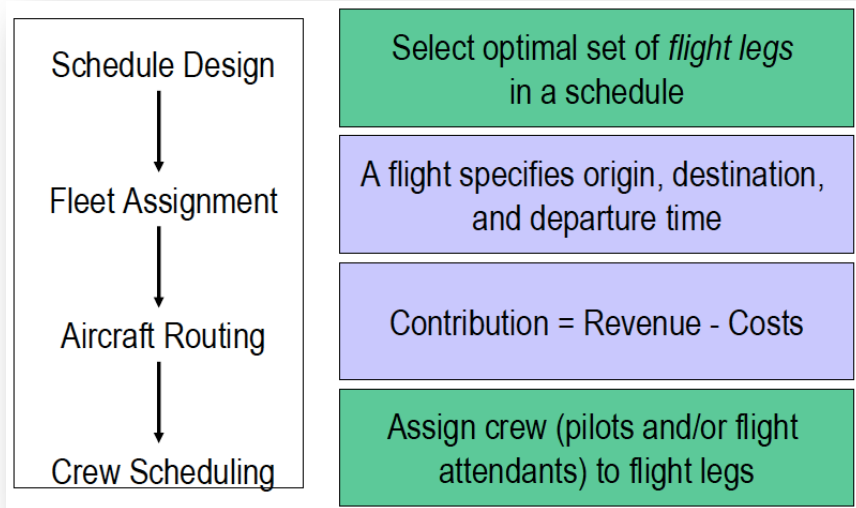 Schedule Design
Fleet Assignment
Aircraft Routing
Crew Scheduling
Select optimal set of flight legs
in a schedule
A flight specifies origin, destination,
and departure time
Contribution = Revenue - Costs
Assign crew (pilots and/or flight
attendants) to flight legs